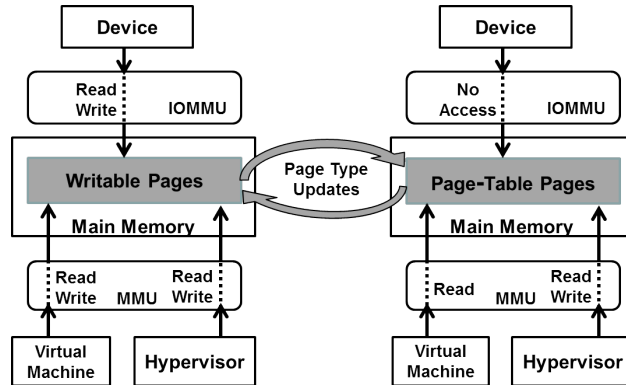 Device
Read
Write
IOMMU
Writable Pages
Main Memory
Read
Write
MMU
Read
Write
Virtual
Machine
Hypervisor
Page Type
Updates
Device
No
Access
IOMMU
Page-Table Pages
Main Memory
Read
MMU
Read
Write
Virtual
Machine
Hypervisor